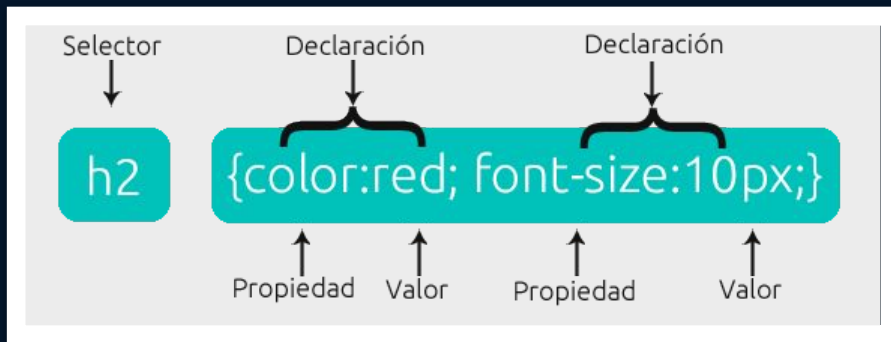 Selector Declaración Declaración
h2 {color:red; font-size:10px;}
Propiedad Valor Propiedad Valor